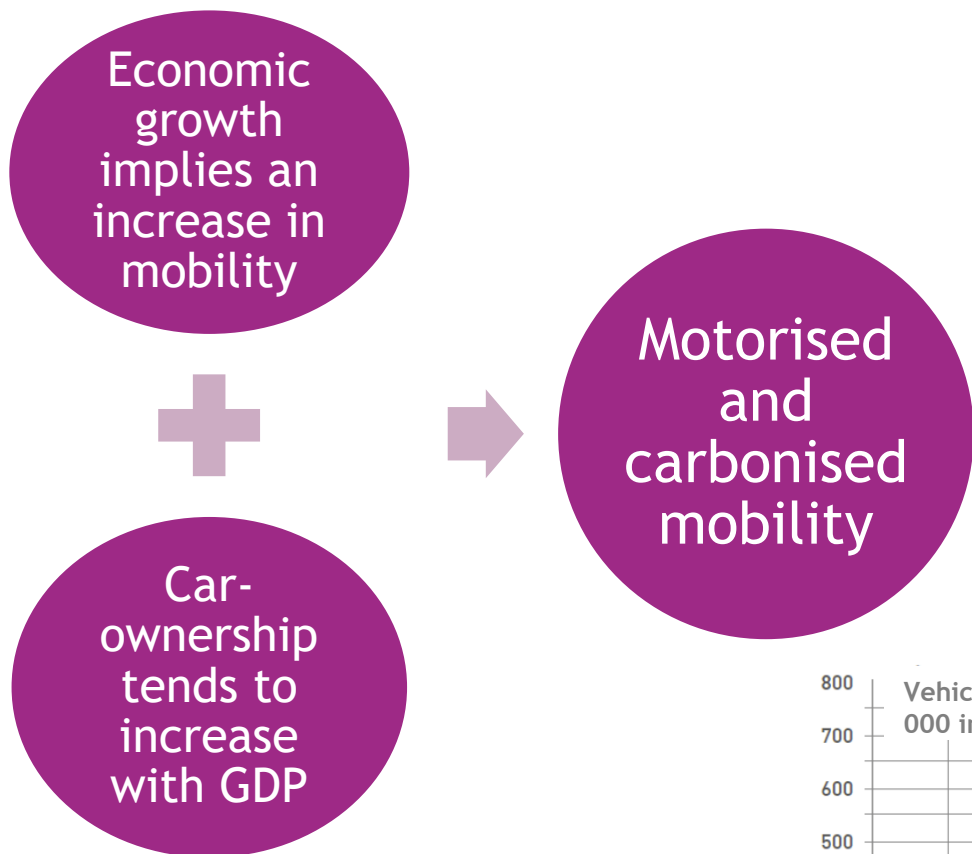 Economic
growth
implies an
increase in
mobility
Car-
ownership
tends to
increase
with GDP
Motorised
and
carbonised
mobility
800
700
600
500
000